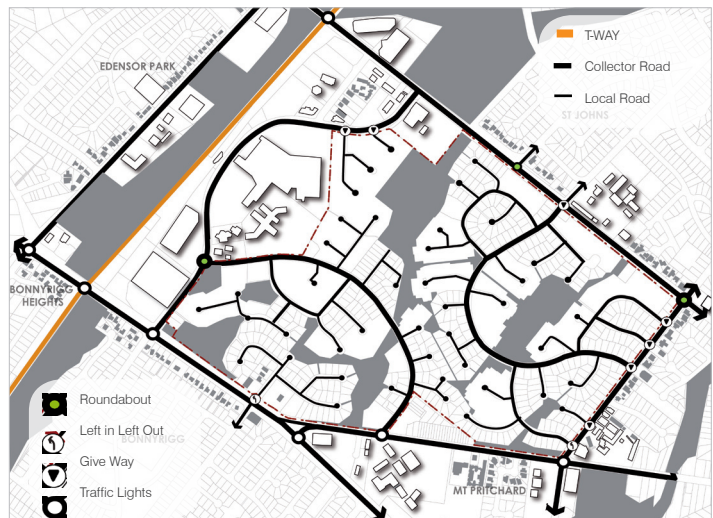 T-WAY
EDENSOR PARK
Collector Road
Local Road
ST JOHNS
BONNYRIGG
HEIGHTS
Roundabout
Left in Left Out
BONNYRIGG
Give Way
Traffic Lights
MT PRITCHARD